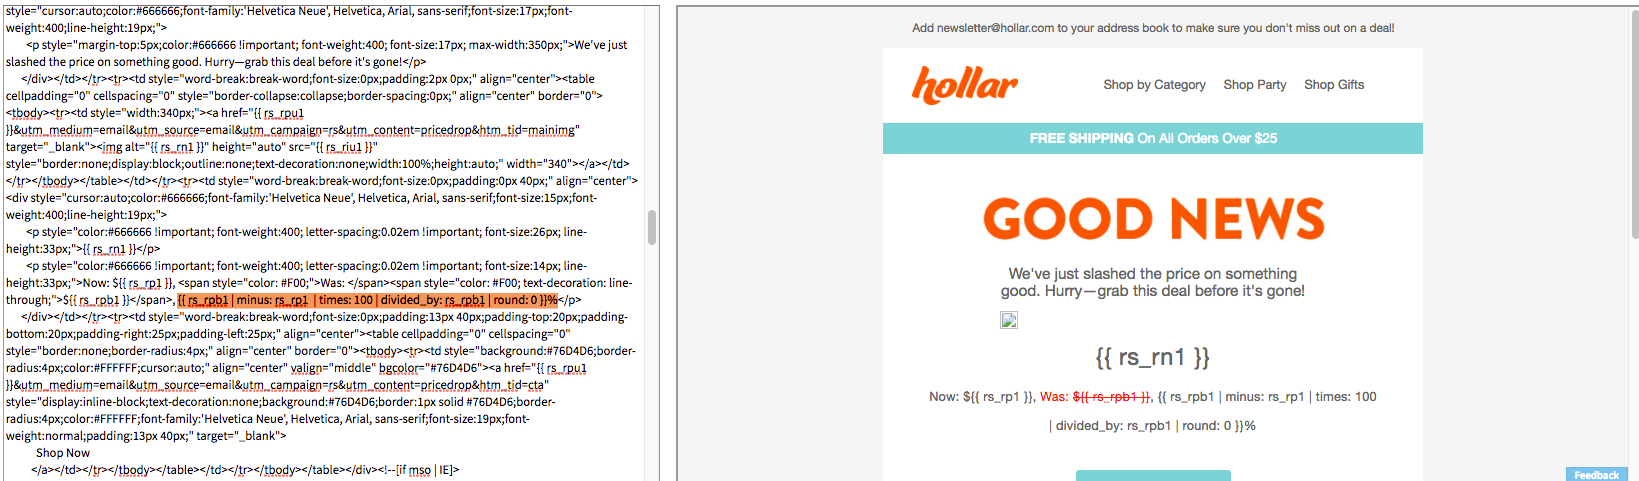 style="cursor:auto;color:#666666;font-family:'Helvetica Neue', Helvetica, Arial, sans-serif;font-size:17px;font-
weight:400;line-height:19px;">
<p style="margin-top:5px;color:#666666 !important; font-weight:400; font-size:17px; max-width:350px;">We've just
slashed the price on something good. Hurry—grab this deal before it's gone!</p>
</div></td></tr><tr><td style="word-break:break-word;font-size:0px;padding:2px 0px;" align="center"><table
cellpadding="0" cellspacing="0" style="border-collapse:collapse;border-spacing:0px;" align="center" border="0">
<tbody><tr><td style="width:340px;"><a href="{{ rs_rpu1
}}&utm_medium=email&utm_source=email&utm_campaign=rs&utm_content=pricedrop&htm_tid=mainimg"
target="_blank"><img alt="{{ rs_rn1 }}" height="auto" src="{{ rs_riu1 }}"
style="border:none;display:block;outline:none;text-decoration:none;width:100%;height:auto;" width="340"></a></td>
</tr></tbody></table></td></tr><tr><td style="word-break:break-word;font-size:0px;padding:0px 40px;" align="center">
<div style="cursor:auto;color:#666666;font-family:'Helvetica Neue', Helvetica, Arial, sans-serif;font-size:15px;font-
weight:400;line-height:19px;">
<p style="color:#666666 !important; font-weight:400; letter-spacing:0.02em !important; font-size:26px; line-
height:33px;">{{ rs_rn1 }}</p>
<p style="color:#666666 !important; font-weight:400; letter-spacing:0.02em !important; font-size:14px; line-
height:33px;">Now: ${{ rs_rp1 }}, <span style="color: #F00;">Was: </span><span style="color: #F00; text-decoration: line-
through;">${{ rs_rpb1 }}</span>, {{ rs_rpb1 | minus: rs_rp1 | times: 100 | divided_by: rs_rpb1 | round: 0 }}%</p>
</div></td></tr><tr><td style="word-break:break-word;font-size:0px;padding:13px 40px;padding-top:20px;padding-
bottom:20px;padding-right:25px;padding-left:25px;" align="center"><table cellpadding="0" cellspacing="0"
style="border:none;border-radius:4px;" align="center" border="0"><tbody><tr><td style="background:#76D4D6;border-
radius:4px;color:#FFFFFF;cursor:auto;" align="center" valign="middle" bgcolor="#76D4D6"><a href="{{ rs_rpu1
}}&utm_medium=email&utm_source=email&utm_campaign=rs&utm_content=pricedrop&htm_tid=cta"
style="display:inline-block;text-decoration:none;background:#76D4D6;border:1px solid #76D4D6;border-
radius:4px;color:#FFFFFF;font-family:'Helvetica Neue', Helvetica, Arial, sans-serif;font-size:19px;font-
weight:normal;padding:13px 40px;" target="_blank">
Shop Now
</a></td></tr></tbody></table></td></tr></tbody></table></div><!--[if mso | IE]>
Add newsletter@hollar.com to your address book to make sure you don't miss out on a deal!
hollar
Shop by Category Shop Party Shop Gifts
FREE SHIPPING On All Orders Over $25
GOOD NEWS
We've just slashed the price on something
good. Hurry—grab this deal before it's gone!
{{ rs_rn1 }}
Now: ${{ rs_rp1 }}, Was: ${{ rs_rpb1 }}, {{ rs_rpb1 | minus: rs_rp1 | times: 100
| divided_by: rs_rpb1 | round: 0 }}%
Feedback